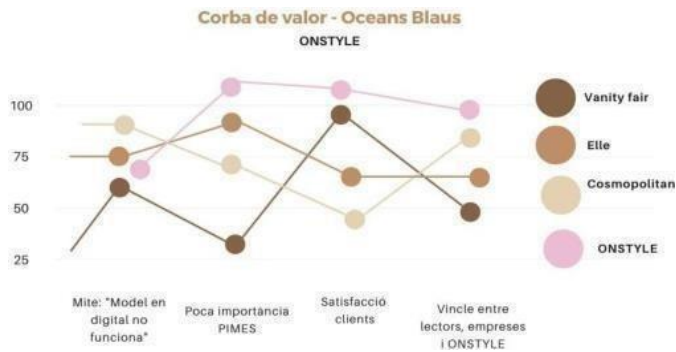 Corba de valor - Oceans Blaus
ONSTYLE
100
75
50
25
Vanity fair
Elle
Cosmopolitan
ONSTYLE
Mite: "Model en
digital no
funciona"
Poca importància
PIMES
Satisfacció
clients
Vincle entre
lectors, empreses
i ONSTYLE